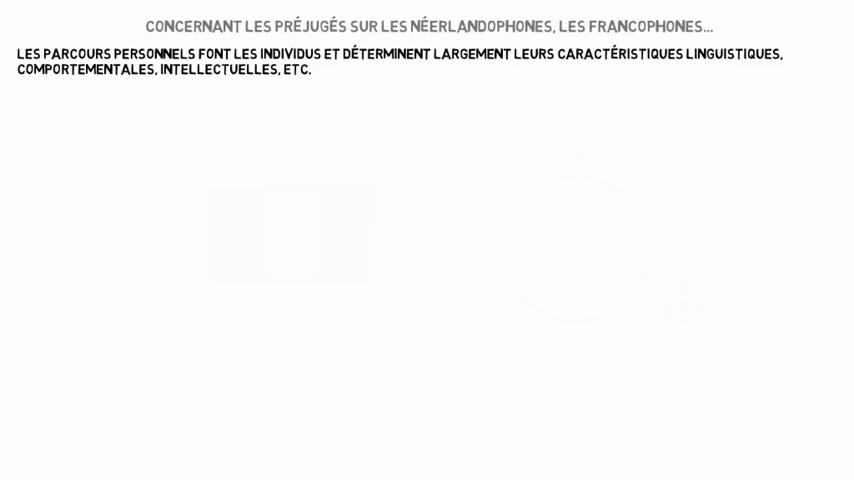 CONCERNANT LES PRÉJUGÉS SUR LES NÉERLANDOPHONES, LES FRANCOPHONES...
LES PARCOURS PERSONNELS FONT LES INDIVIDUS ET DÉTERMINENT LARGEMENT LEURS CARACTÉRISTIQUES LINGUISTIQUES,
COMPORTEMENTALES, INTELLECTUELLES, ETC.